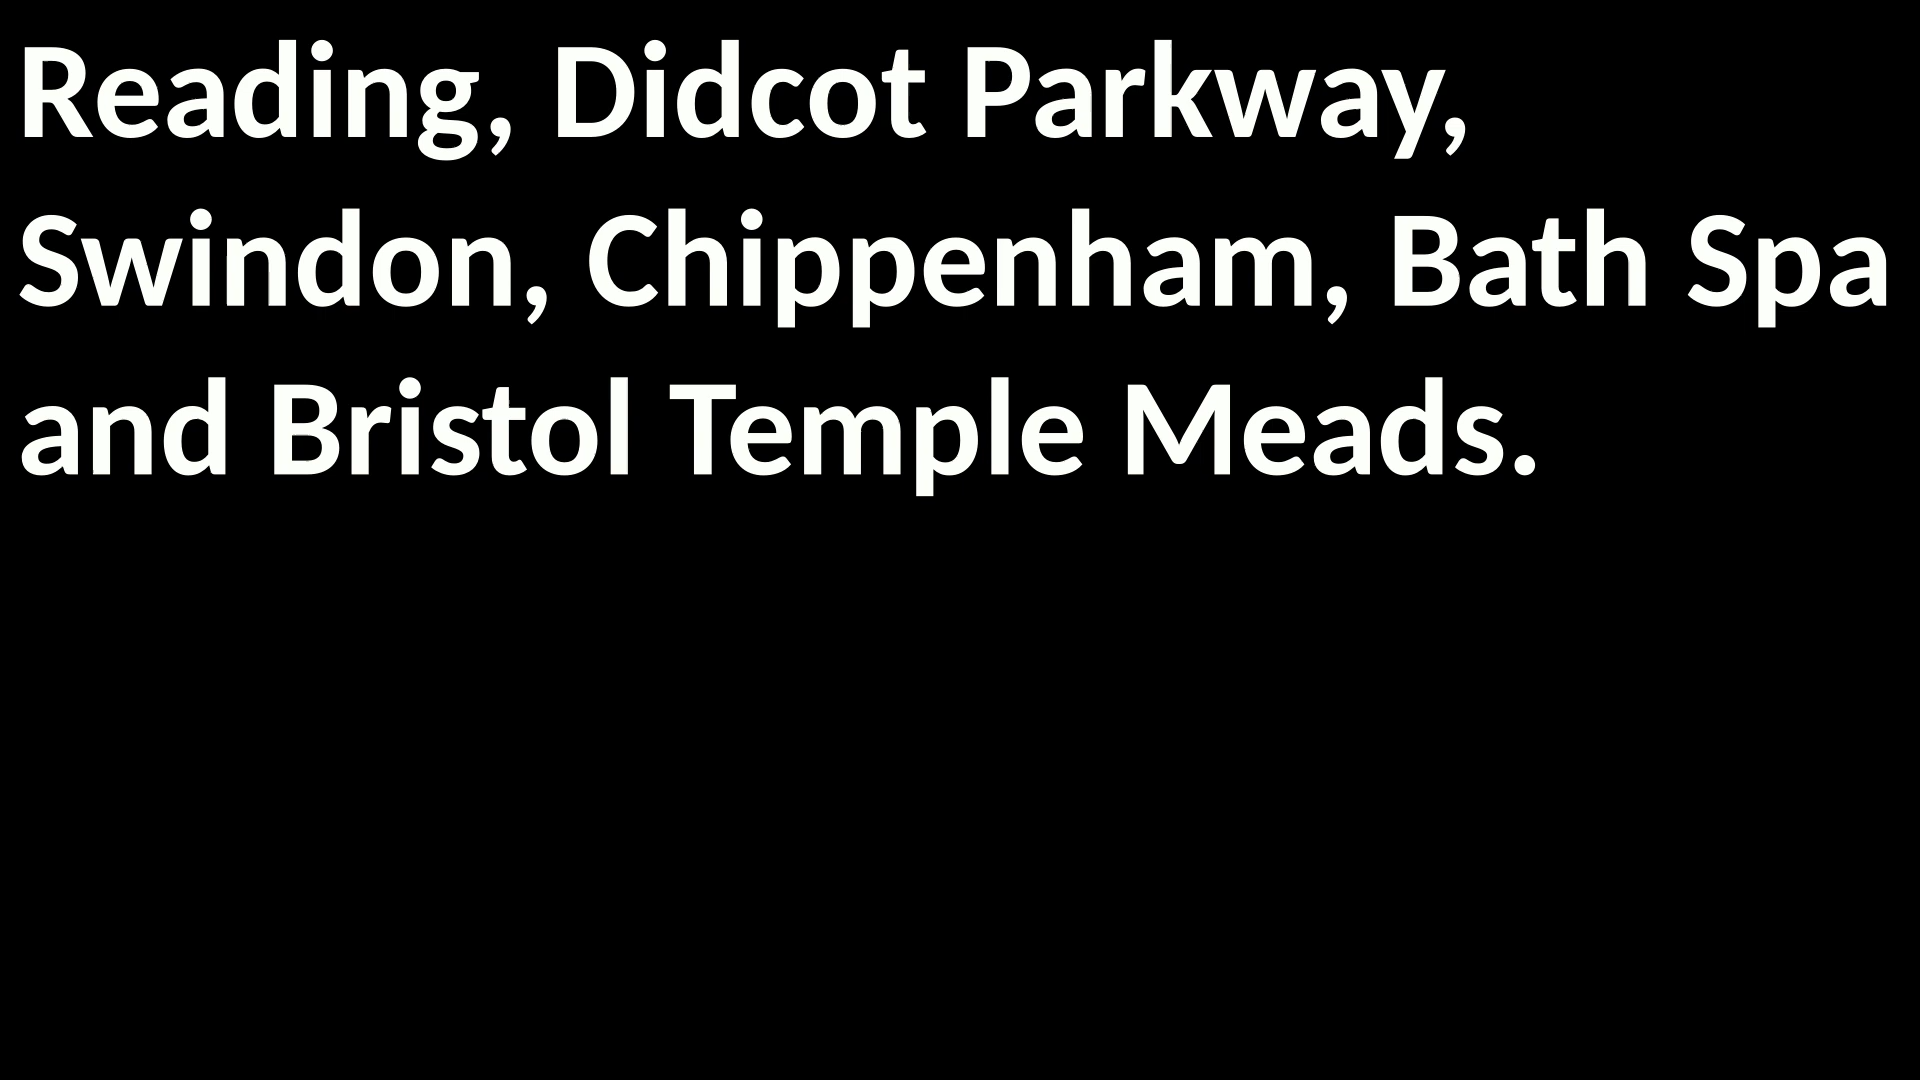 Reading, Didcot Parkway,
Swindon, Chippenham, Bath Spa
and Bristol Temple Meads.